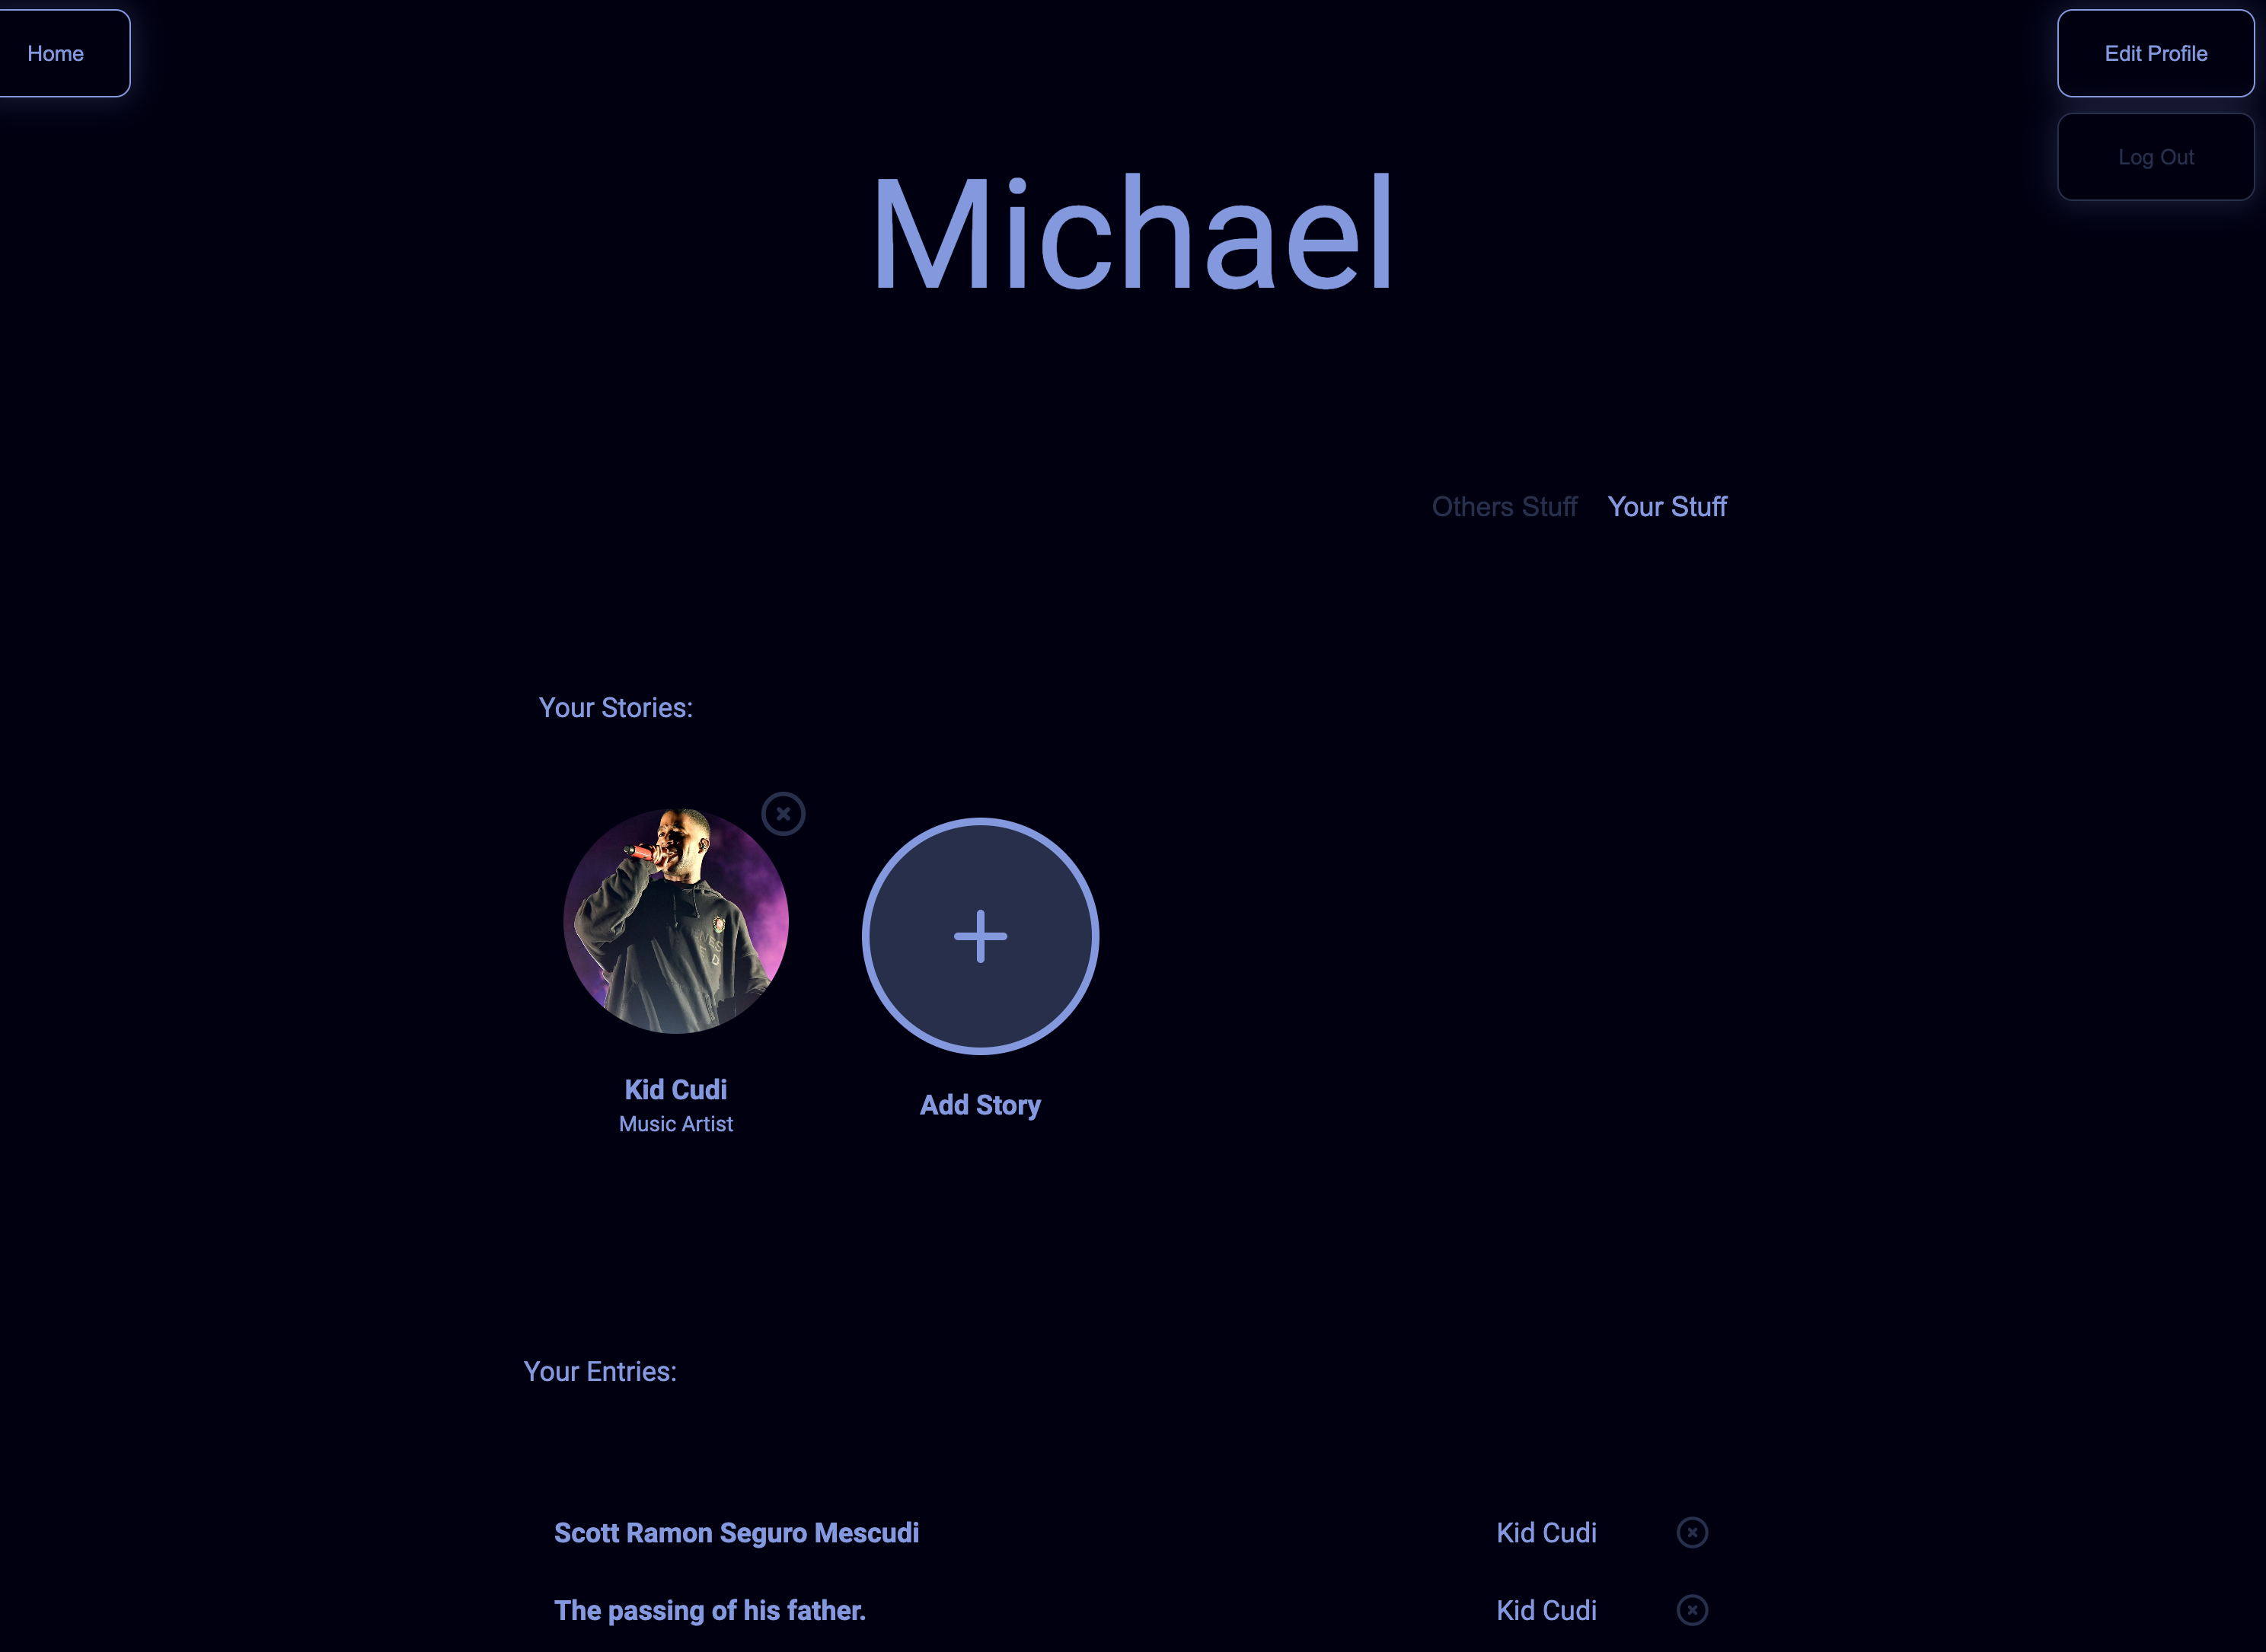 Home
Edit Profile
Log Out
Michael
Others Stuff Your Stuff
Your Stories:
Kid Cudi
Music Artist
Add Story
Your Entries:
Scott Ramon Seguro Mescudi Kid Cudi
The passing of his father. Kid Cudi